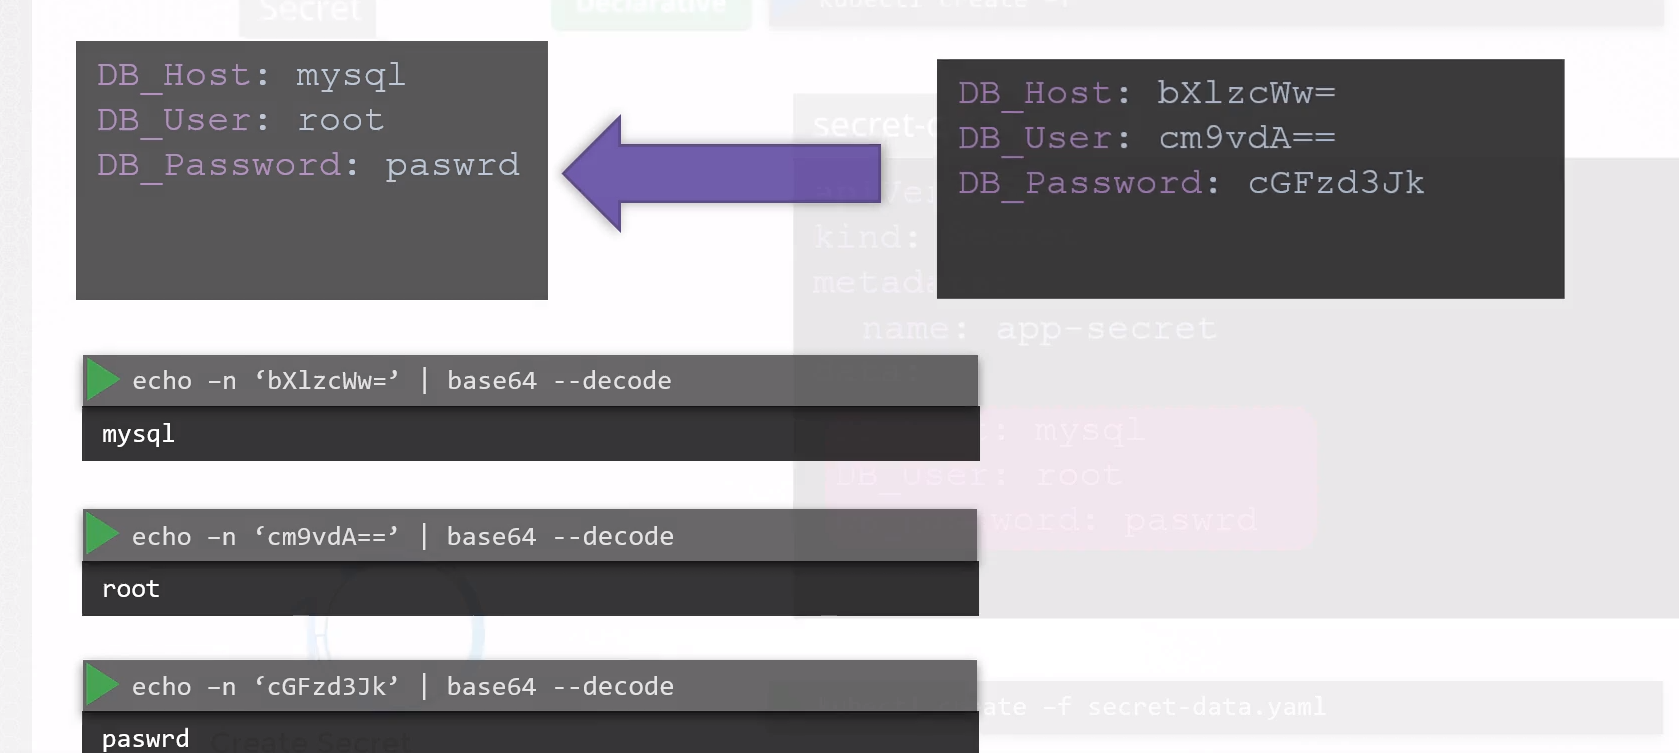 Secret
Declarative
kubectl create -f
DB_Host: mysql
DB_User: root
DB_Password: paswrd
DB_Host: bXlzcWw=
DB_User: cm9vdA==
DB_Password: cGFzd3Jk
secret-d
kind:
metada
name: app-secret
echo –n ‘bXlzcWw=’ | base64 --decode
mysql
: mysql
DB_User: root
word: paswrd
echo –n ‘cm9vdA==’ | base64 --decode
root
echo –n ‘cGFzd3Jk’ | base64 --decode
paswrd
kubectl create –f secret-data.yaml
Create Secret